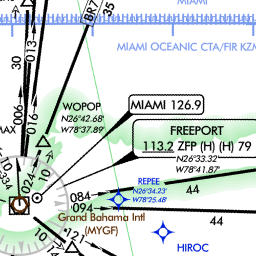 BR7
013
MIAMI OCEANIC CTA/FIR KZM
30
35
WOPOP
N26°42.68'
W78°37.89'
MIAMI 126.9
006
016
MAX
FREEPORT
113.2 ZFP (H) (H) 79
N26°33.32'
W78°41.87'
10
024
10
334
REPEE
N26°34.23'
W78°25.48'
44
084
094
44
Grand Bahama Intl
(MYGF)
HIROC
121